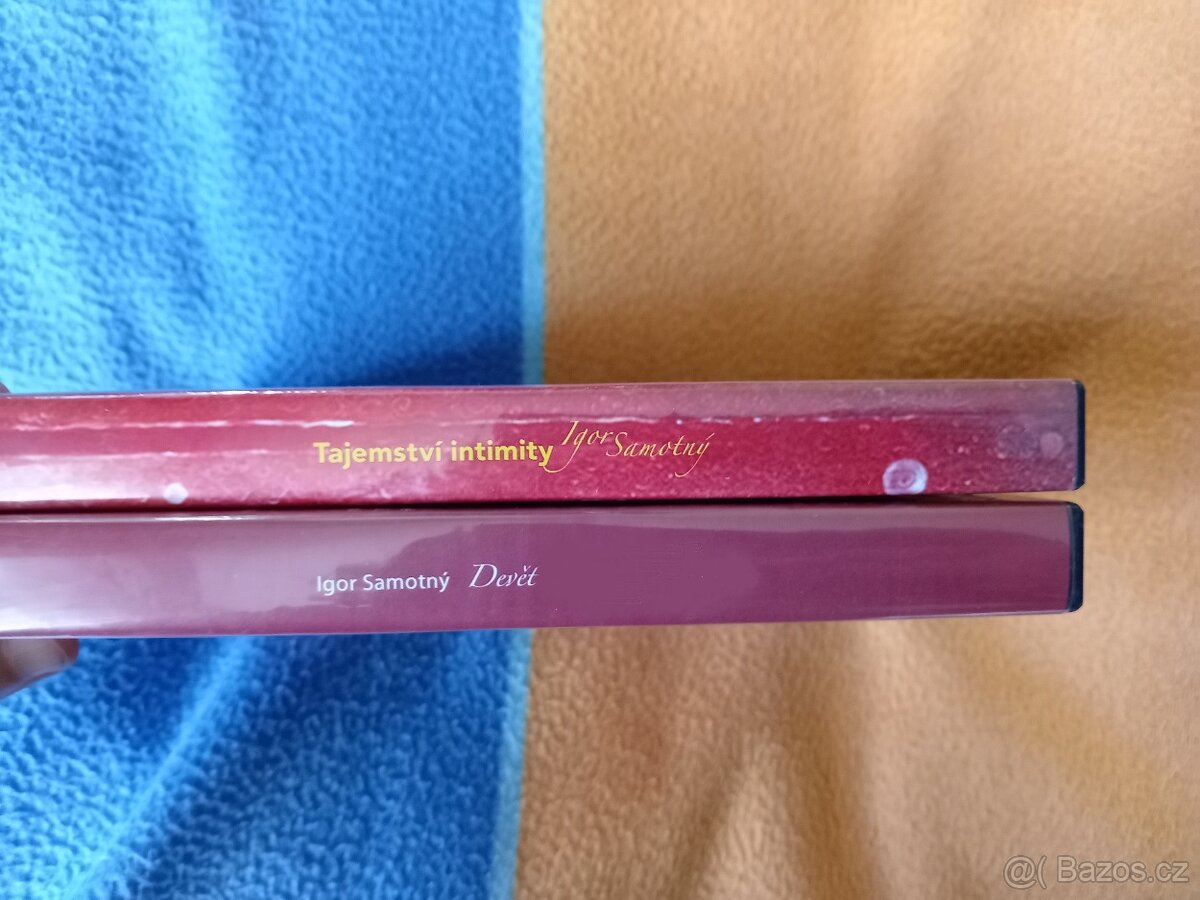 Tajemství intimity Igor Samotný
Igor Samotný Devět
@( Bazos.cz